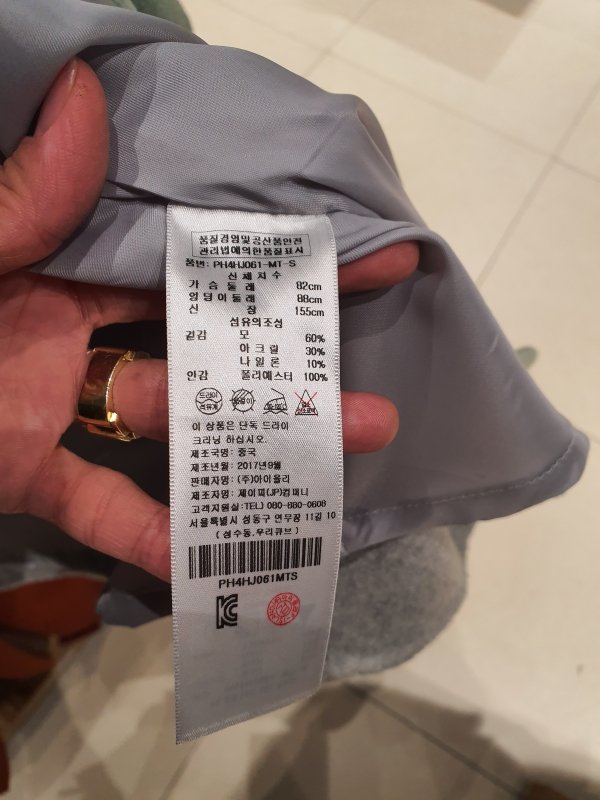 품질경영및공산품안전
관리법에의한품질표시
품번: PH4HJ061-MT-S
신체치수
가슴둘레 82cm
엉덩이둘레 88cm
신장 155cm
섬유의조성
겉감 모 60%
아크릴 30%
나일론 10%
안감 폴리에스터 100%
드라이
석유계
이 상품은 단독 드라이
크리닝 하십시오.
제조국명: 중국
제조년월: 2017년9월
판매자명: (주)아이올리
제조자명: 제이피(JP)컴퍼니
고객지원실:TEL) 080-880-0608
서울특별시 성동구 연무장 11길 10
(성수동,우리큐브)
PH4HJ061MTS